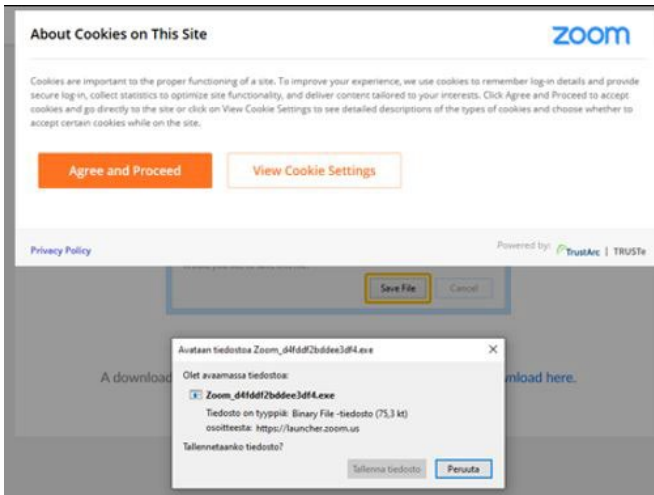 About Cookies on This Site
zoom
Cookies are important to the proper functioning of a site. To improve your experience, we use cookies to remember log-in details and provide
secure log-in, collect statistics to optimize site functionality, and deliver content tailored to your interests. Click Agree and Proceed to accept
cookies and go directly to the site or click on View Cookie Settings to see detailed descriptions of the types of cookies and choose whether to
accept certain cookies while on the site.
Agree and Proceed
View Cookie Settings
Privacy Policy
Powered by: TrustArc | TRUSTe
Save File
Cancel
Avataan tiedostoa Zoom_d4fddf2bddee3df4.exe
A download
Olet avaamassa tiedostoa:
nload here.
Zoom_d4fddf2bddee3df4.exe
Tiedosto on tyyppiä: Binary File -tiedosto (75,3 kt)
osoitteesta: https://launcher.zoom.us
Tallennetaanko tiedosto?
Tallenna tiedosto
Peruuta